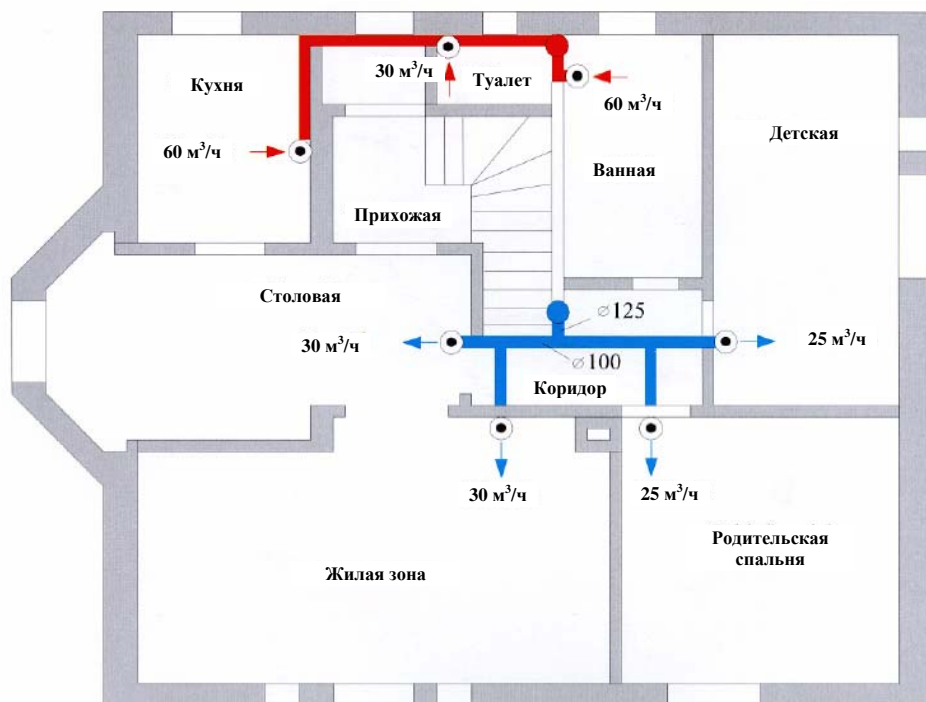 30 м³/ч
Кухня
Туалет
60 м³/ч
Детская
60 м³/ч
Ванная
Прихожая
Столовая
⌀125
30 м³/ч
25 м³/ч
⌀100
Коридор
30 м³/ч
25 м³/ч
Родительская
спальня
Жилая зона